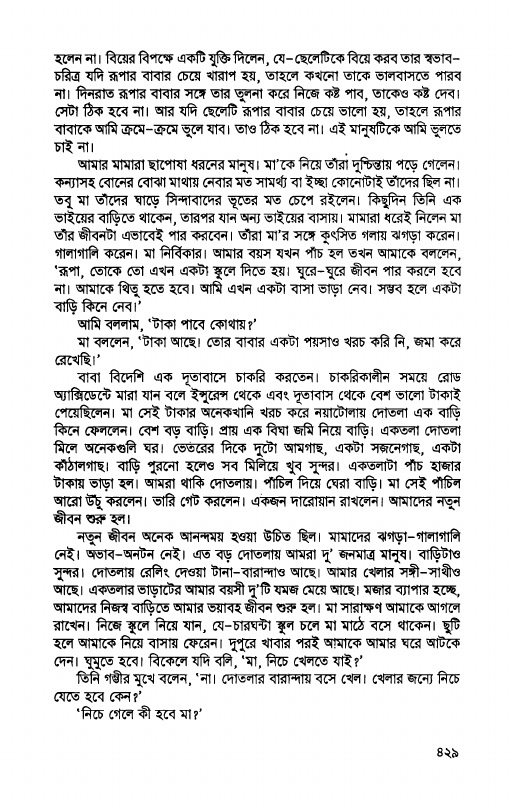 হলেন না। বিয়ের বিপক্ষে একটি যুক্তি দিলেন, যে–ছেলেটিকে বিয়ে করব তার স্বভাব–
চরিত্র যদি রূপার বাবার চেয়ে খারাপ হয়, তাহলে কখনো তাকে ভালবাসতে পারব
না। দিনরাত রূপার বাবার সঙ্গে তার তুলনা করে নিজে কষ্ট পাব, তাকেও কষ্ট দেব।
সেটা ঠিক হবে না। আর যদি ছেলেটি রূপার বাবার চেয়ে ভালো হয়, তাহলে রূপার
বাবাকে আমি ক্রমে–ক্রমে ভুলে যাব। তাও ঠিক হবে না। এই মানুষটিকে আমি ভুলতে
চাই না।
আমার মামারা ছাপোষা ধরনের মানুষ। মা'কে নিয়ে তাঁরা দুশ্চিন্তায় পড়ে গেলেন।
কন্যাসহ বোনের বোঝা মাথায় নেবার মত সামর্থ্য বা ইচ্ছা কোনোটাই তাঁদের ছিল না।
তবু মা তাঁদের ঘাড়ে সিন্দাবাদের ভূতের মত চেপে রইলেন। কিছুদিন তিনি এক
ভাইয়ের বাড়িতে থাকেন, তারপর যান অন্য ভাইয়ের বাসায়। মামারা ধরেই নিলেন মা
তাঁর জীবনটা এভাবেই পার করবেন। তাঁরা মা'র সঙ্গে কুৎসিত গলায় ঝগড়া করেন।
গালাগালি করেন। মা নির্বিকার। আমার বয়স যখন পাঁচ হল তখন আমাকে বললেন,
‘রূপা, তোকে তো এখন একটা স্কুলে দিতে হয়। ঘুরে–ঘুরে জীবন পার করলে হবে
না। আমাকে থিতু হতে হবে। আমি এখন একটা বাসা ভাড়া নেব। সম্ভব হলে একটা
বাড়ি কিনে নেব।’
আমি বললাম, ‘টাকা পাবে কোথায়?’
মা বললেন, ‘টাকা আছে। তোর বাবার একটা পয়সাও খরচ করি নি, জমা করে
রেখেছি।’
বাবা বিদেশি এক দূতাবাসে চাকরি করতেন। চাকরিকালীন সময়ে রোড
অ্যাক্সিডেন্টে মারা যান বলে ইন্সুরেন্স থেকে এবং দূতাবাস থেকে বেশ ভালো টাকাই
পেয়েছিলেন। মা সেই টাকার অনেকখানি খরচ করে নয়াটোলায় দোতলা এক বাড়ি
কিনে ফেললেন। বেশ বড় বাড়ি। প্রায় এক বিঘা জমি নিয়ে বাড়ি। একতলা দোতলা
মিলে অনেকগুলি ঘর। ভেতরের দিকে দুটো আমগাছ, একটা সজনেগাছ, একটা
কাঁঠালগাছ। বাড়ি পুরনো হলেও সব মিলিয়ে খুব সুন্দর। একতলাটা পাঁচ হাজার
টাকায় ভাড়া হল। আমরা থাকি দোতলায়। পাঁচিল দিয়ে ঘেরা বাড়ি। মা সেই পাঁচিল
আরো উঁচু করলেন। ভারি গেট করলেন। একজন দারোয়ান রাখলেন। আমাদের নতুন
জীবন শুরু হল।
নতুন জীবন অনেক আনন্দময় হওয়া উচিত ছিল। মামাদের ঝগড়া–গালাগালি
নেই। অভাব–অনটন নেই। এত বড় দোতলায় আমরা দু’ জনমাত্র মানুষ। বাড়িটাও
সুন্দর। দোতলায় রেলিং দেওয়া টানা–বারান্দাও আছে। আমার খেলার সঙ্গী–সাথীও
আছে। একতলার ভাড়াটের আমার বয়সী দু’টি যমজ মেয়ে আছে। মজার ব্যাপার হচ্ছে,
আমাদের নিজস্ব বাড়িতে আমার ভয়াবহ জীবন শুরু হল। মা সারাক্ষণ আমাকে আগলে
রাখেন। নিজে স্কুলে নিয়ে যান, যে–চারঘন্টা স্কুল চলে মা মাঠে বসে থাকেন। ছুটি
হলে আমাকে নিয়ে বাসায় ফেরেন। দুপুরে খাবার পরই আমাকে আমার ঘরে আটকে
দেন। ঘুমুতে হবে। বিকেলে যদি বলি, ‘মা, নিচে খেলতে যাই?’
তিনি গম্ভীর মুখে বলেন, ‘না। দোতলার বারান্দায় বসে খেল। খেলার জন্যে নিচে
যেতে হবে কেন?’
‘নিচে গেলে কী হবে মা?’
৪২৯